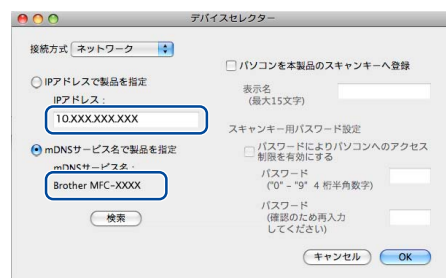 デバイスセレクター
接続方式 ネットワーク
IPアドレスで製品を指定
IPアドレス：
10.XXX.XXX.XXX
mDNSサービス名で製品を指定
mDNSサービス名：
Brother MFC-XXXX
検索
パソコンを本製品のスキャンキーへ登録
表示名
(最大15文字)
スキャンキー用パスワード設定
パスワードによりパソコンへのアクセス
制限を有効にする
パスワード
("0" – "9" 4 桁半角数字)
パスワード
(確認のため再入力
してください)
キャンセル OK